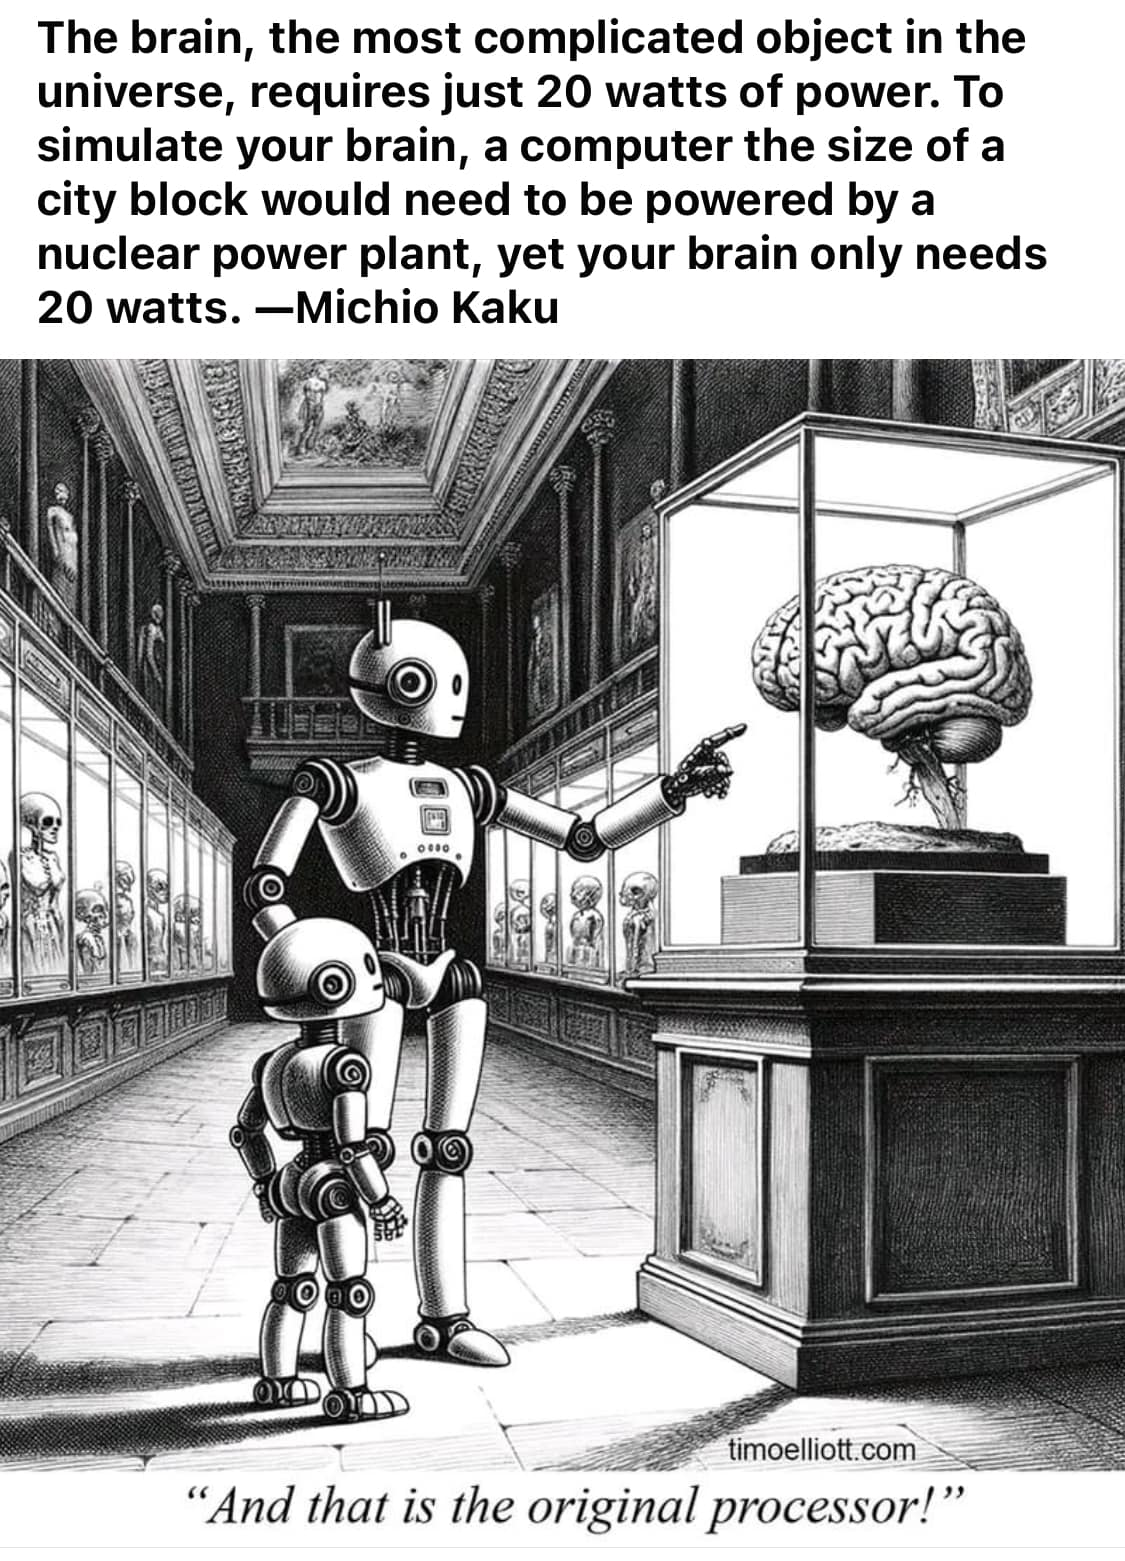 The brain, the most complicated object in the
universe, requires just 20 watts of power. To
simulate your brain, a computer the size of a
city block would need to be powered by a
nuclear power plant, yet your brain only needs
20 watts. —Michio Kaku
timoelliott.com
“And that is the original processor!”